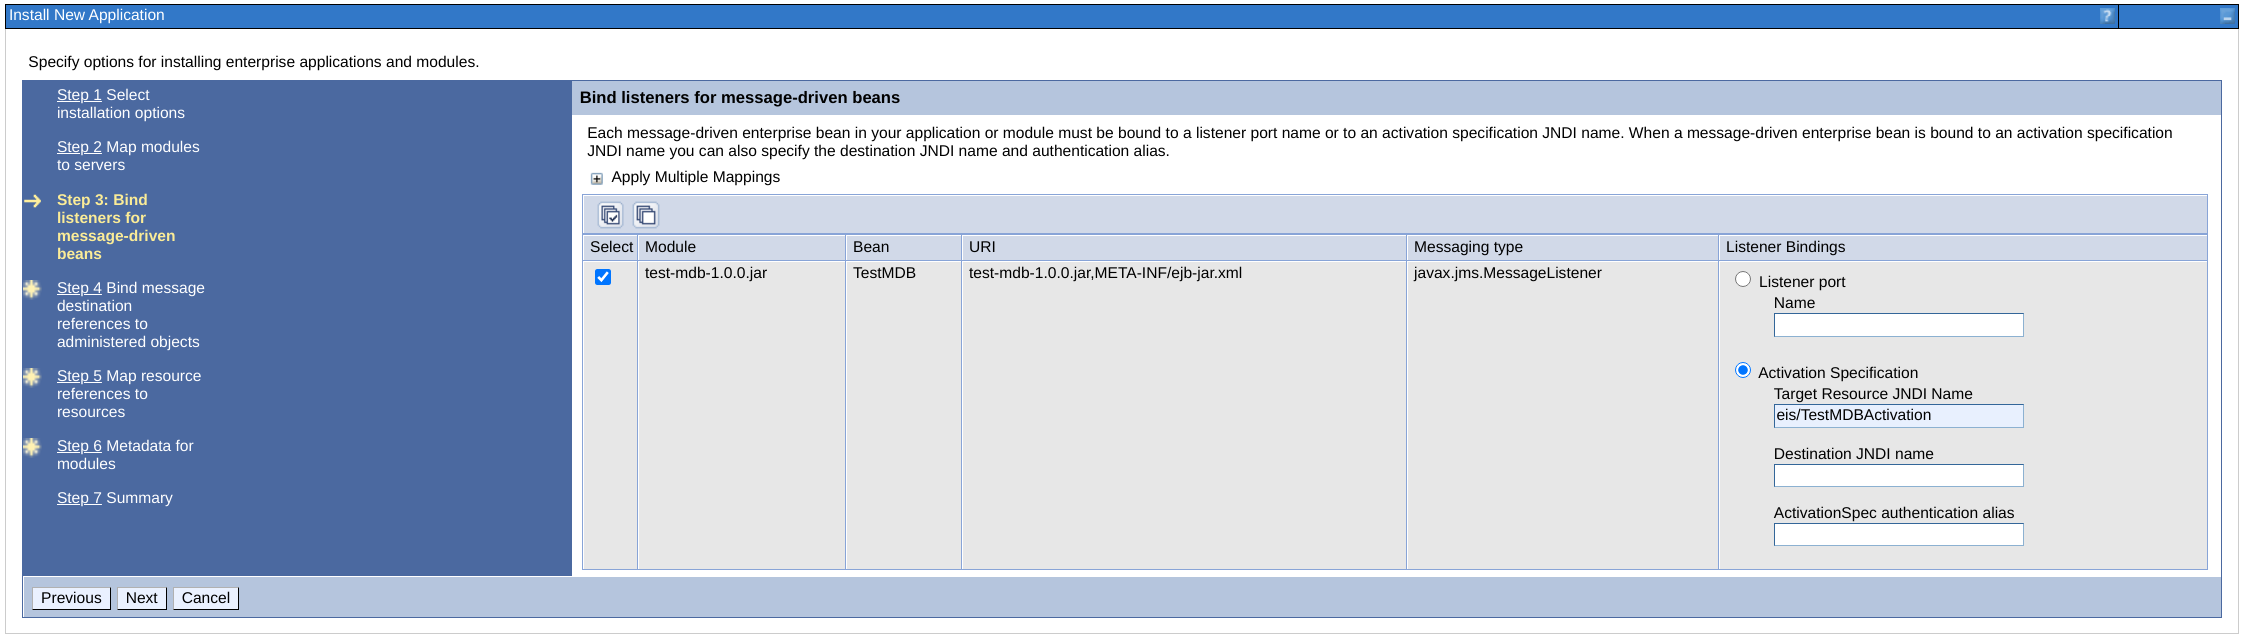 Install New Application
?
Specify options for installing enterprise applications and modules.
Step 1 Select
installation options
Step 2 Map modules
to servers
Step 3: Bind
listeners for
message-driven
beans
Step 4 Bind message
destination
references to
administered objects
Step 5 Map resource
references to
resources
Step 6 Metadata for
modules
Step 7 Summary
Bind listeners for message-driven beans
Each message-driven enterprise bean in your application or module must be bound to a listener port name or to an activation specification JNDI name. When a message-driven enterprise bean is bound to an activation specification
JNDI name you can also specify the destination JNDI name and authentication alias.
Apply Multiple Mappings
Select Module Bean URI Messaging type Listener Bindings
test-mdb-1.0.0.jar TestMDB test-mdb-1.0.0.jar,META-INF/ejb-jar.xml javax.jms.MessageListener
Listener port
Name
Activation Specification
Target Resource JNDI Name
eis/TestMDBActivation
Destination JNDI name
ActivationSpec authentication alias
Previous Next Cancel